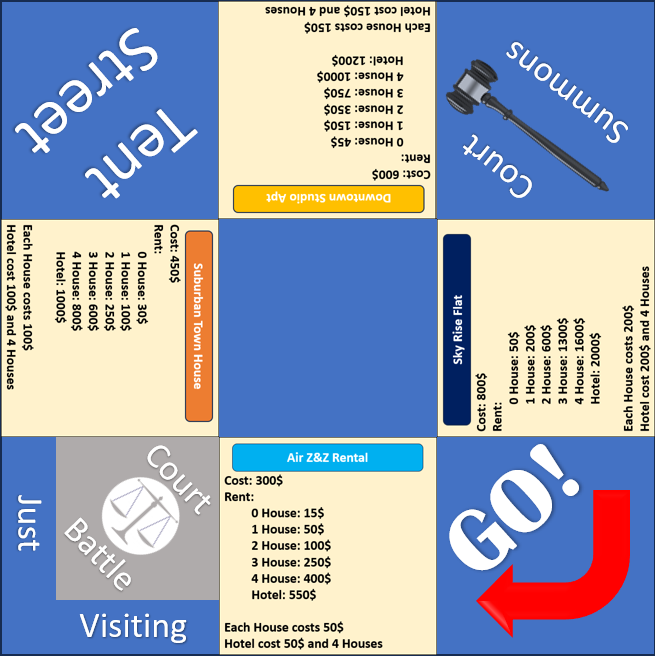 Tent
Street
Downtown Studio Apt
Cost: 600$
Rent:
0 House: 45$
1 House: 150$
2 House: 350$
3 House: 750$
4 House: 1000$
Hotel: 1200$
Each House costs 150$
Hotel cost 150$ and 4 Houses
Court
Summons
Suburban Town House
Cost: 450$
Rent:
0 House: 30$
1 House: 100$
2 House: 250$
3 House: 600$
4 House: 800$
Hotel: 1000$
Each House costs 100$
Hotel cost 100$ and 4 Houses
Sky Rise Flat
Cost: 800$
Rent:
0 House: 50$
1 House: 200$
2 House: 600$
3 House: 1300$
4 House: 1600$
Hotel: 2000$
Each House costs 200$
Hotel cost 200$ and 4 Houses
Court
Battle
Just
Visiting
Air Z&Z Rental
Cost: 300$
Rent:
0 House: 15$
1 House: 50$
2 House: 100$
3 House: 250$
4 House: 400$
Hotel: 550$
Each House costs 50$
Hotel cost 50$ and 4 Houses
GO!